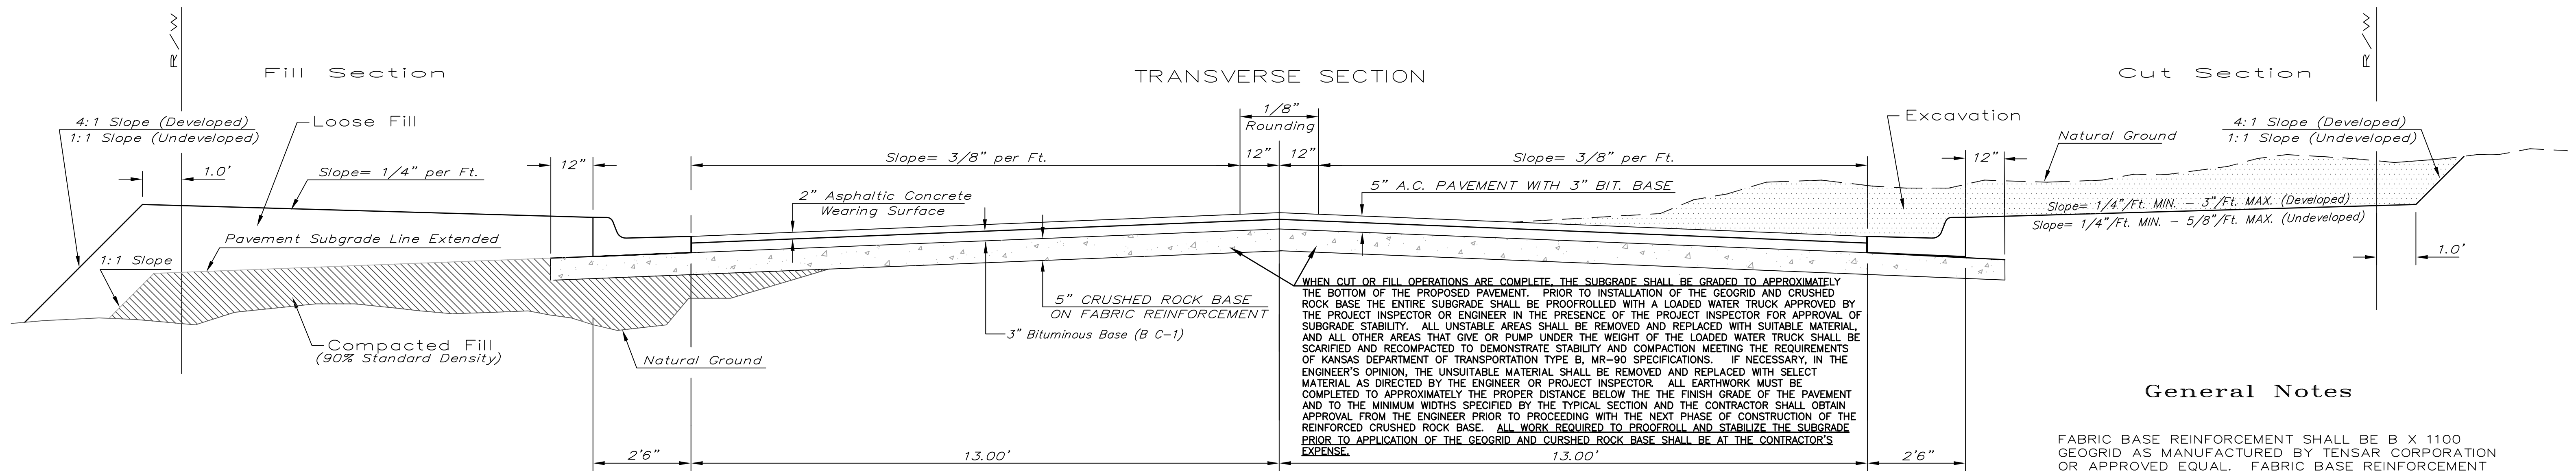 R/W
R/W
Fill Section
TRANSVERSE SECTION
Cut Section
4:1 Slope (Developed)
1:1 Slope (Undeveloped)
Loose Fill
1/8"
Rounding
Excavation
Natural Ground
4:1 Slope (Developed)
1:1 Slope (Undeveloped)
1.0'
Slope= 1/4" per Ft.
12"
Slope= 3/8" per Ft.
12"
12"
Slope= 3/8" per Ft.
12"
2" Asphaltic Concrete
Wearing Surface
5" A.C. PAVEMENT WITH 3" BIT. BASE
Slope= 1/4"/Ft. MIN. - 3"/Ft. MAX. (Developed)
Slope= 1/4"/Ft. MIN. - 5/8"/Ft. MAX. (Undeveloped)
Pavement Subgrade Line Extended
1:1 Slope
1.0'
5" CRUSHED ROCK BASE
ON FABRIC REINFORCEMENT
3" Bituminous Base (B C-1)
Compacted Fill
(90% Standard Density)
Natural Ground
WHEN CUT OR FILL OPERATIONS ARE COMPLETE, THE SUBGRADE SHALL BE GRADED TO APPROXIMATELY
THE BOTTOM OF THE PROPOSED PAVEMENT. PRIOR TO INSTALLATION OF THE GEOGRID AND CRUSHED
ROCK BASE THE ENTIRE SUBGRADE SHALL BE PROOFROLLED WITH A LOADED WATER TRUCK APPROVED BY
THE PROJECT INSPECTOR OR ENGINEER IN THE PRESENCE OF THE PROJECT INSPECTOR FOR APPROVAL OF
SUBGRADE STABILITY. ALL UNSTABLE AREAS SHALL BE REMOVED AND REPLACED WITH SUITABLE MATERIAL,
AND ALL OTHER AREAS THAT GIVE OR PUMP UNDER THE WEIGHT OF THE LOADED WATER TRUCK SHALL BE
SCARIFIED AND RECOMPACTED TO DEMONSTRATE STABILITY AND COMPACTION MEETING THE REQUIREMENTS
OF KANSAS DEPARTMENT OF TRANSPORTATION TYPE B, MR-90 SPECIFICATIONS. IF NECESSARY, IN THE
ENGINEER'S OPINION, THE UNSUITABLE MATERIAL SHALL BE REMOVED AND REPLACED WITH SELECT
MATERIAL AS DIRECTED BY THE ENGINEER OR PROJECT INSPECTOR. ALL EARTHWORK MUST BE
COMPLETED TO APPROXIMATELY THE PROPER DISTANCE BELOW THE THE FINISH GRADE OF THE PAVEMENT
AND TO THE MINIMUM WIDTHS SPECIFIED BY THE TYPICAL SECTION AND THE CONTRACTOR SHALL OBTAIN
APPROVAL FROM THE ENGINEER PRIOR TO PROCEEDING WITH THE NEXT PHASE OF CONSTRUCTION OF THE
REINFORCED CRUSHED ROCK BASE. ALL WORK REQUIRED TO PROOFROLL AND STABILIZE THE SUBGRADE
PRIOR TO APPLICATION OF THE GEOGRID AND CURSHED ROCK BASE SHALL BE AT THE CONTRACTOR'S
EXPENSE.
2'6"
13.00'
13.00'
2'6"
General Notes
FABRIC BASE REINFORCEMENT SHALL BE B X 1100
GEOGRID AS MANUFACTURED BY TENSAR CORPORATION
OR APPROVED EQUAL. FABRIC BASE REINFORCEMENT